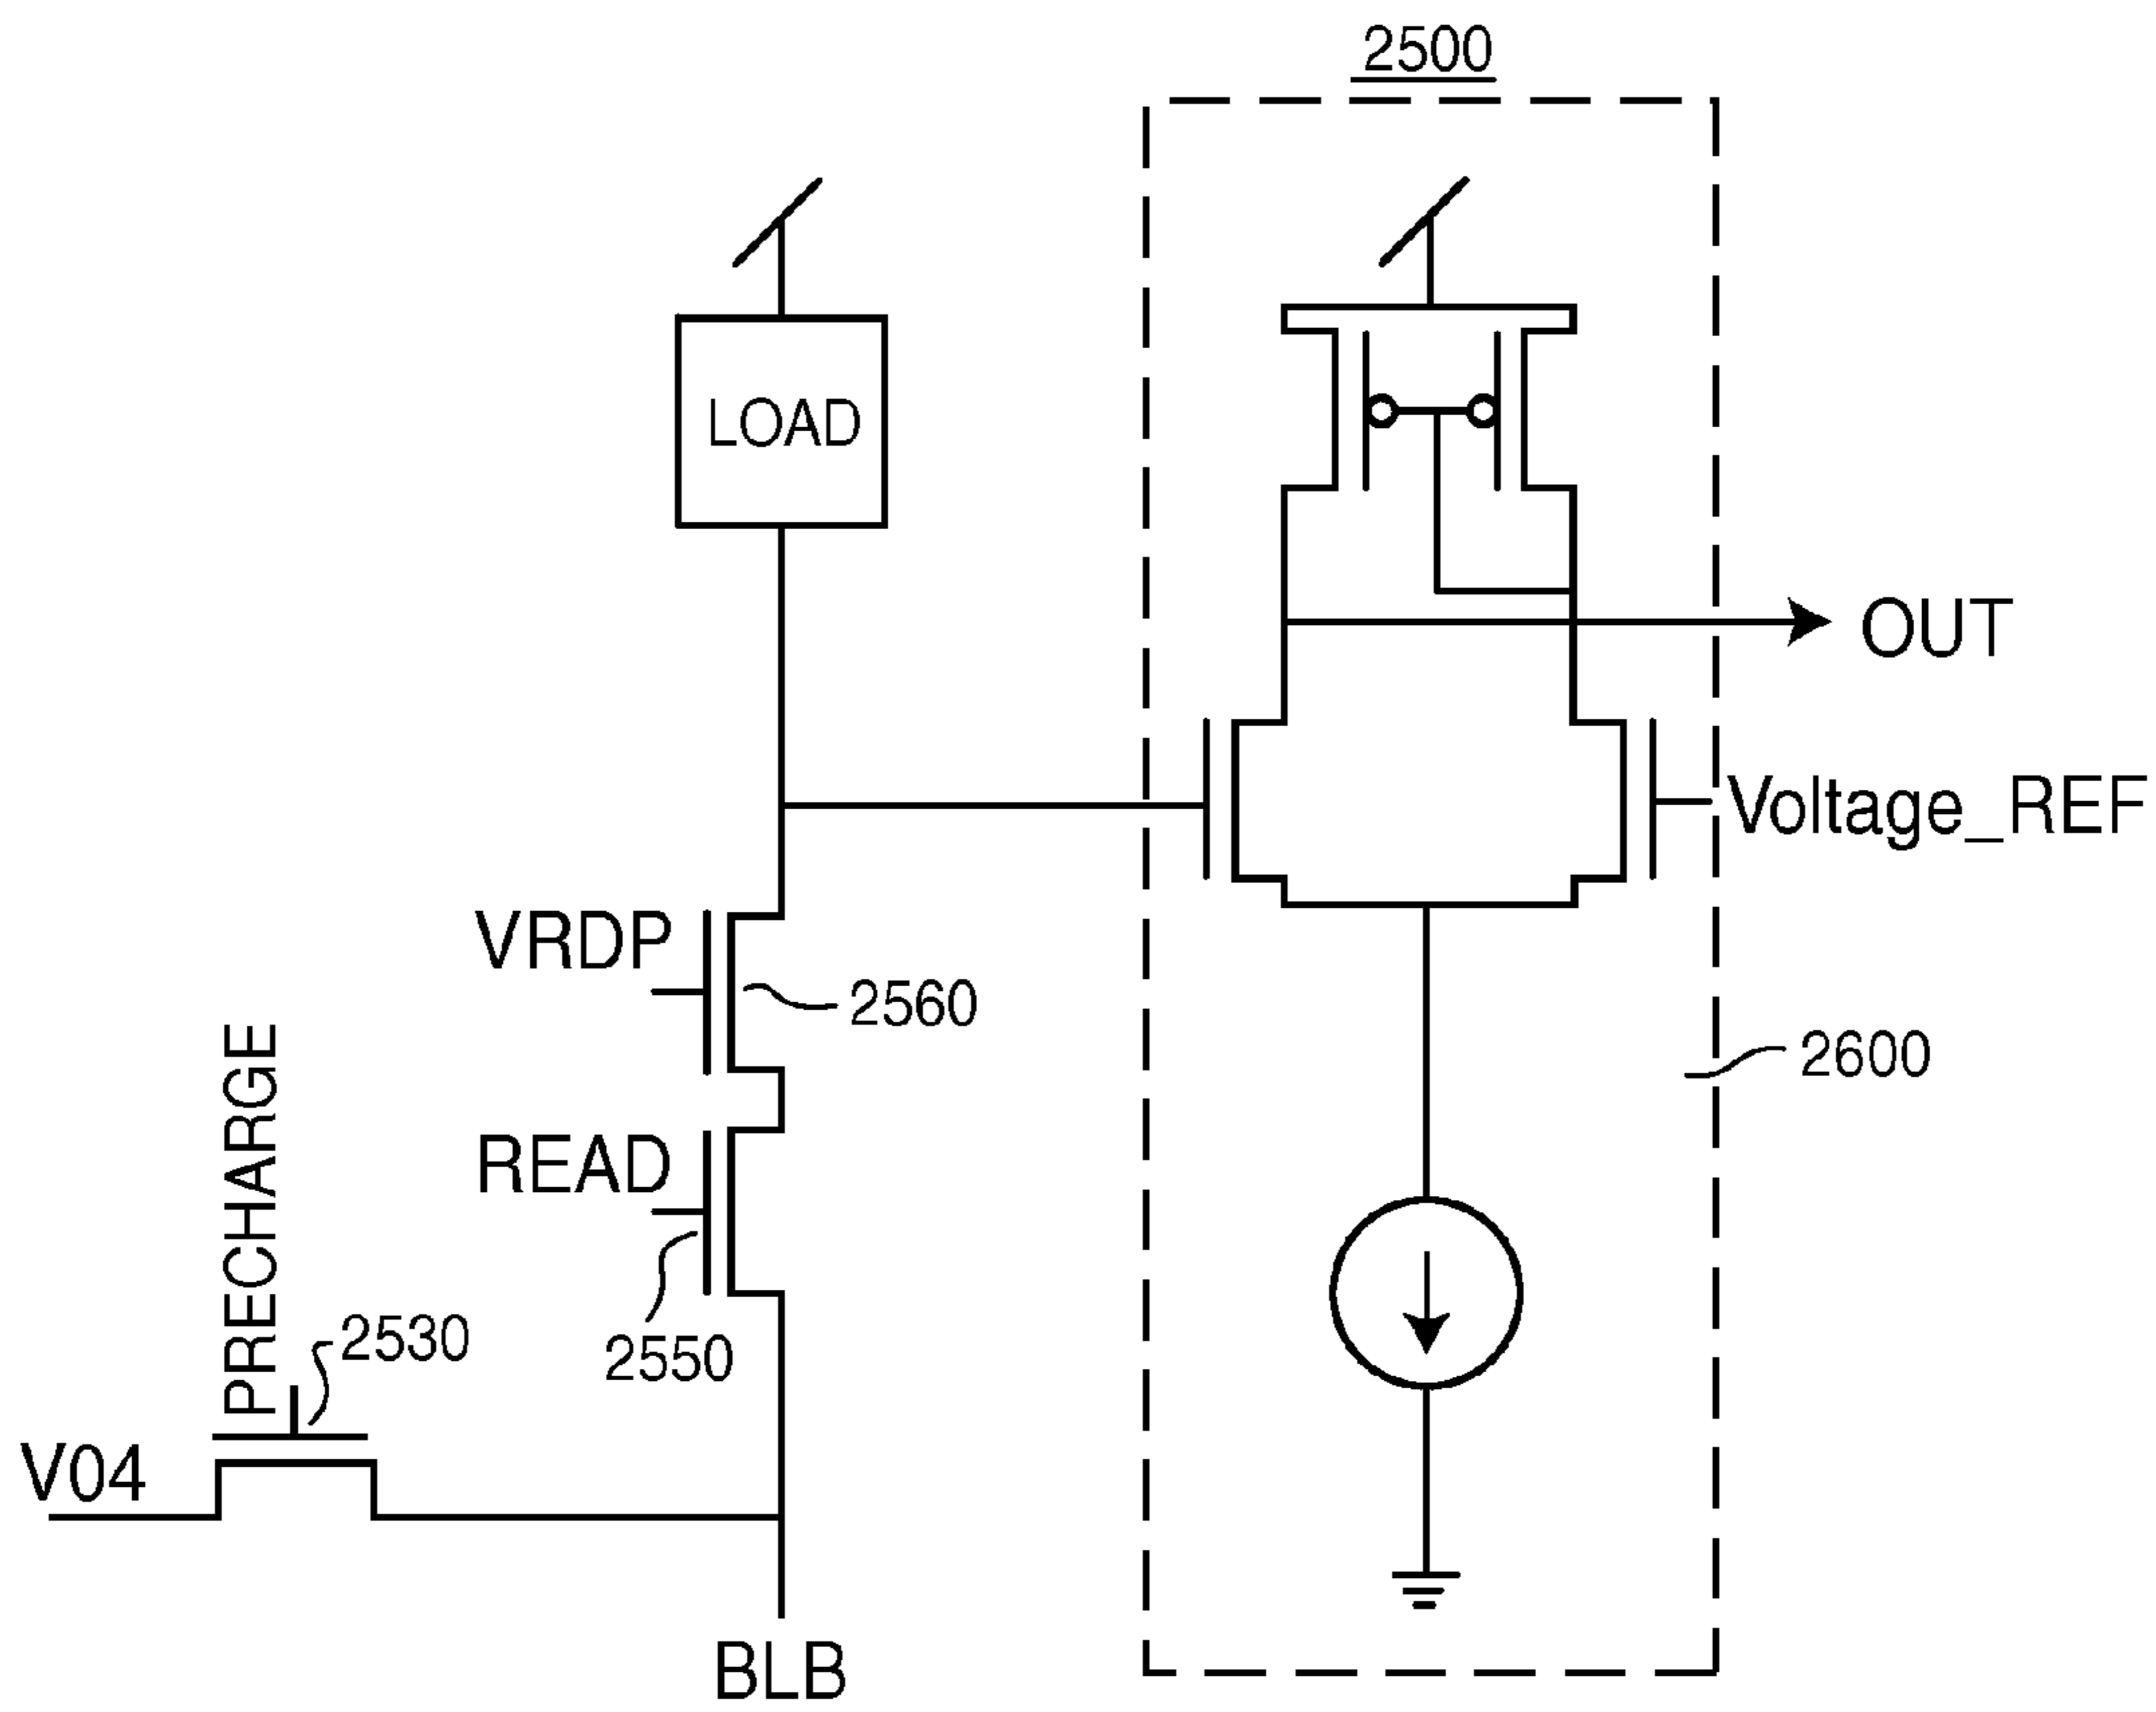 2500
LOAD
OUT
Voltage_REF
VRDP
2560
2600
READ
PRECHARGE
2530
2550
V04
BLB